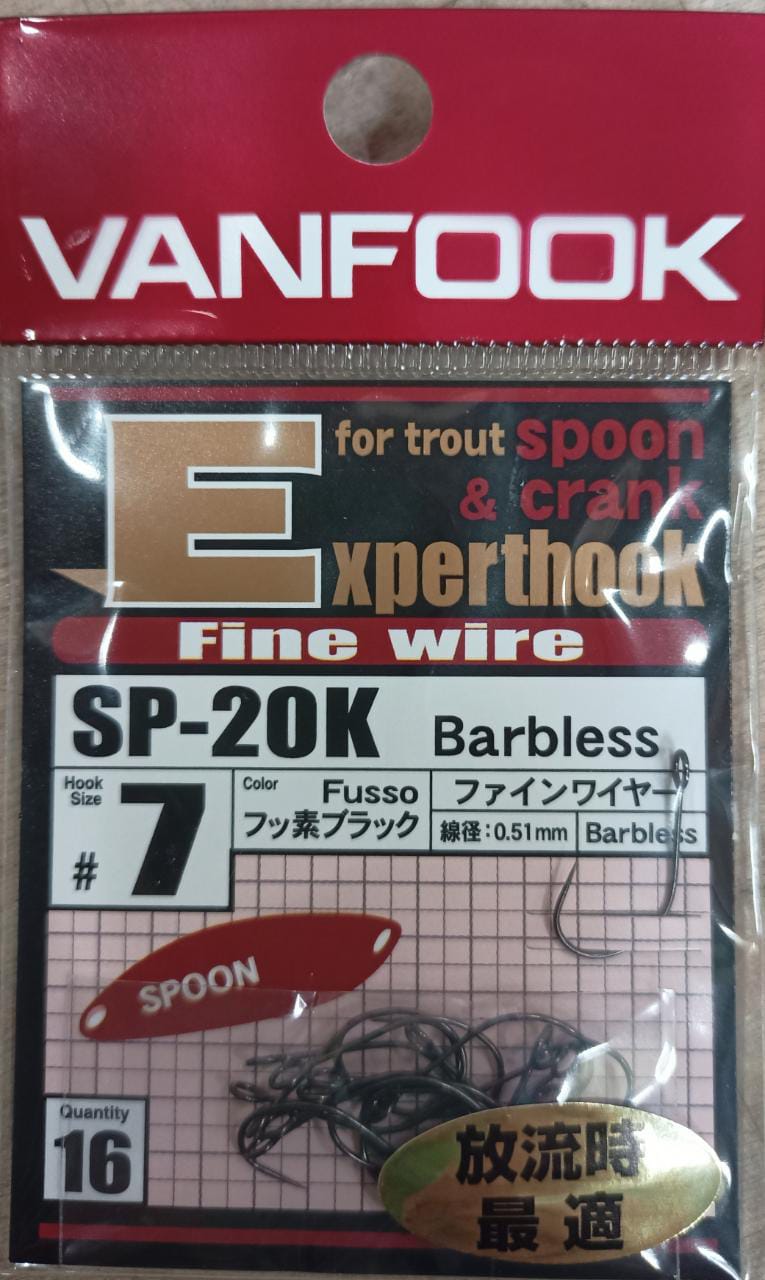 VANFOOK
for trout spoon
& crank
Experthook
Fine wire
SP-20K Barbless
Hook
Size
# 7
Color
Fusso
フッ素ブラック
ファインワイヤー
線径:0.51mm
Barbless
SPOON
Quantity
16
放流時
最適